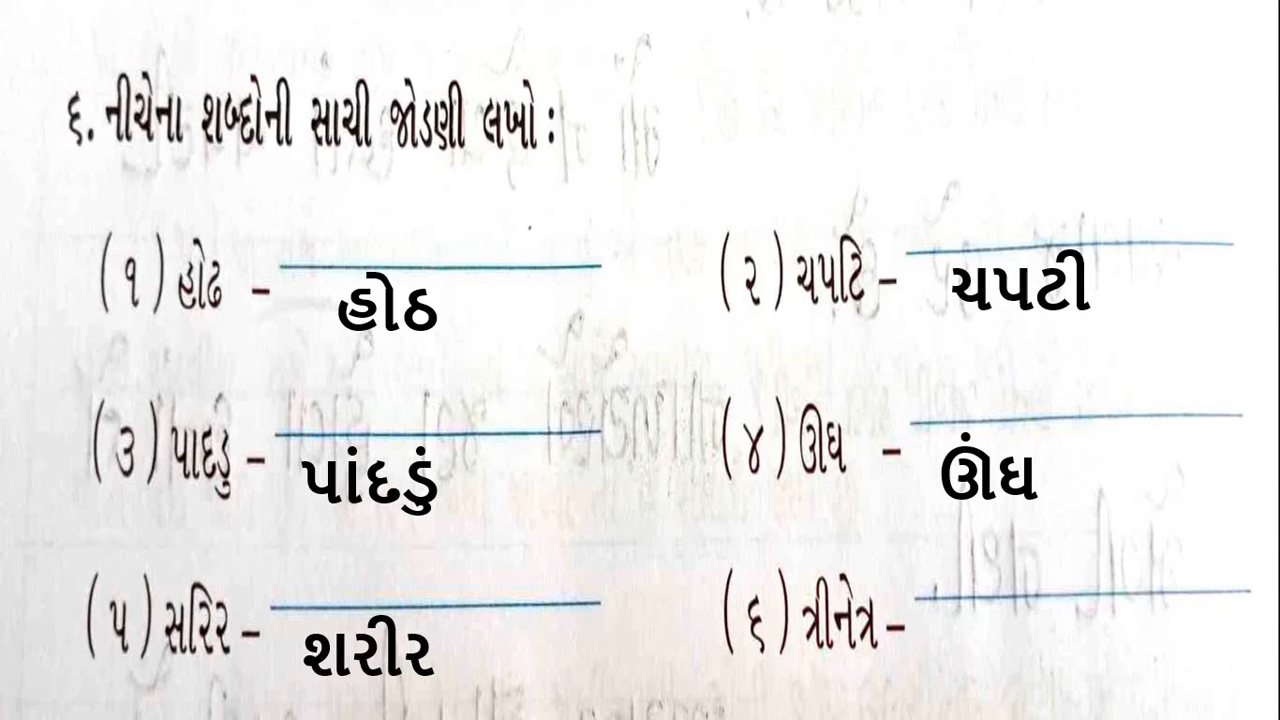 ૬. નીચેના શબ્દોની સાચી જોડણી લખો :
(૧) હોઢ – હોઠ
(૨) ચપટિ – ચપટી
(૩) પાદડુ – પાંદડું
(૪) ઊઘ – ઊંઘ
(૫) સરિર – શરીર
(૬) ત્રીનેત્ર –